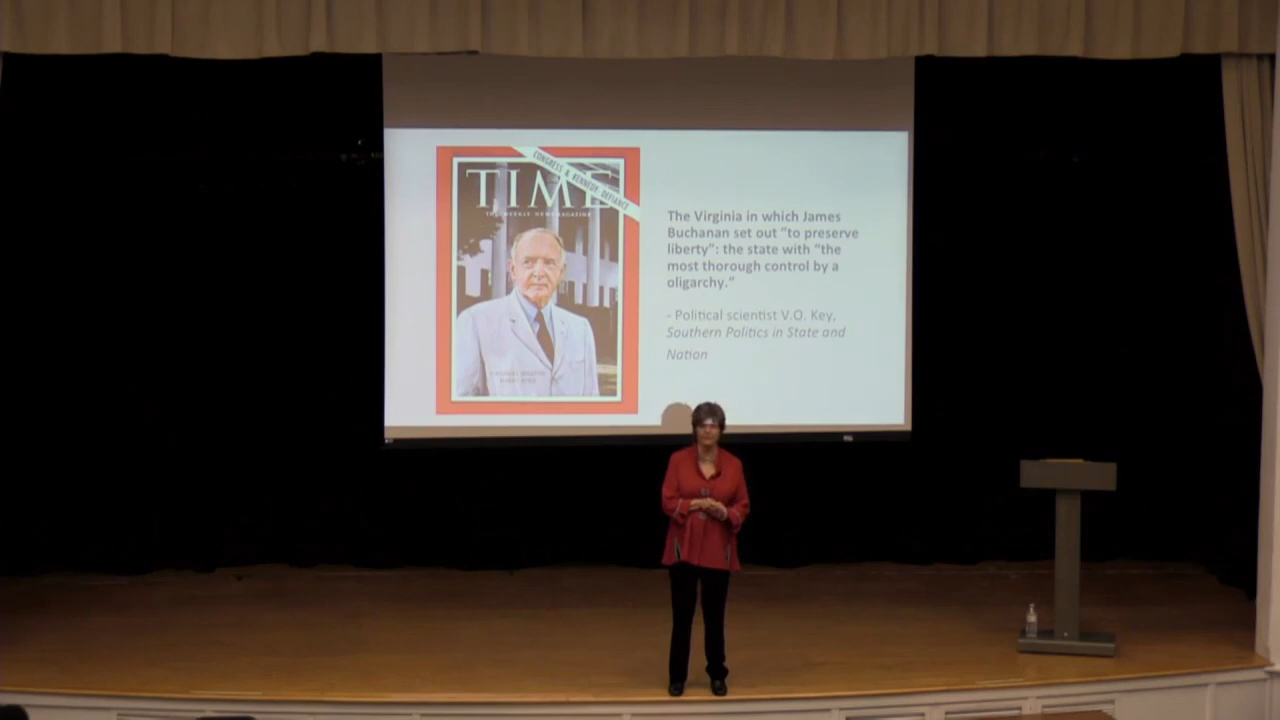 CONGRESS & KENNEDY: DEFIANCE
TIME
THE WEEKLY NEWSMAGAZINE
The Virginia in which James
Buchanan set out “to preserve
liberty”: the state with “the
most thorough control by a
oligarchy.”
- Political scientist V.O. Key,
Southern Politics in State and
Nation